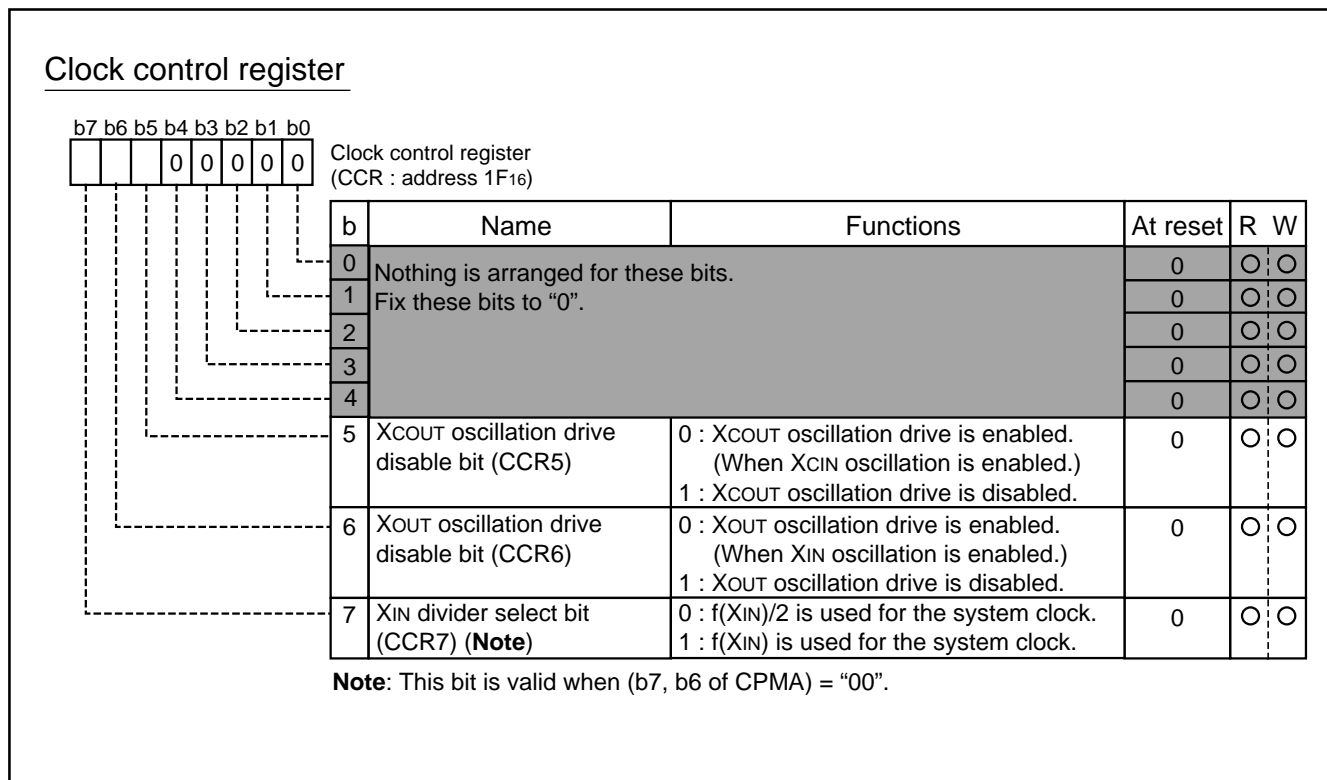 Clock control register
b7 b6 b5 b4 b3 b2 b1 b0
0 0 0 0 0
Clock control register
(CCR : address 1F16)
b Name Functions At reset R W
0 Nothing is arranged for these bits. 0 O O
1 Fix these bits to “0”. 0 O O
2 0 O O
3 0 O O
4 0 O O
5 XCOUT oscillation drive 0 : XCOUT oscillation drive is enabled. 0 O O
disable bit (CCR5) (When XCIN oscillation is enabled.)
1 : XCOUT oscillation drive is disabled.
6 XOUT oscillation drive 0 : XOUT oscillation drive is enabled. 0 O O
disable bit (CCR6) (When XIN oscillation is enabled.)
1 : XOUT oscillation drive is disabled.
7 XIN divider select bit 0 : f(XIN)/2 is used for the system clock. 0 O O
(CCR7) (Note) 1 : f(XIN) is used for the system clock.
Note: This bit is valid when (b7, b6 of CPMA) = “00”.